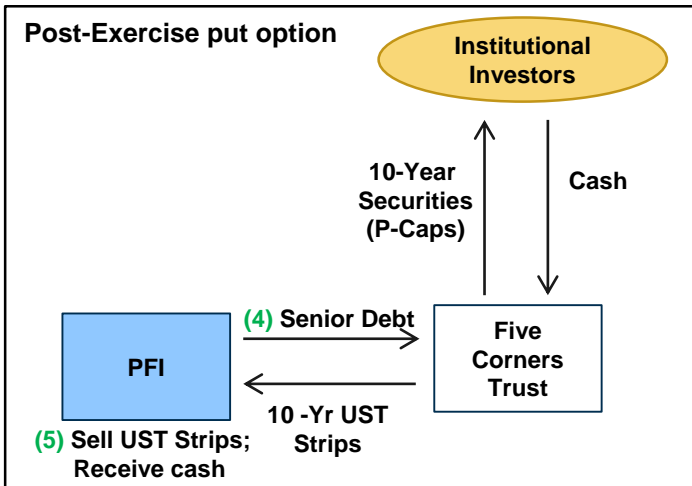 Post-Exercise put option
Institutional
Investors
10-Year
Securities
(P-Caps)
Cash
(4) Senior Debt
PFI
Five
Corners
Trust
10 -Yr UST
Strips
(5) Sell UST Strips;
Receive cash